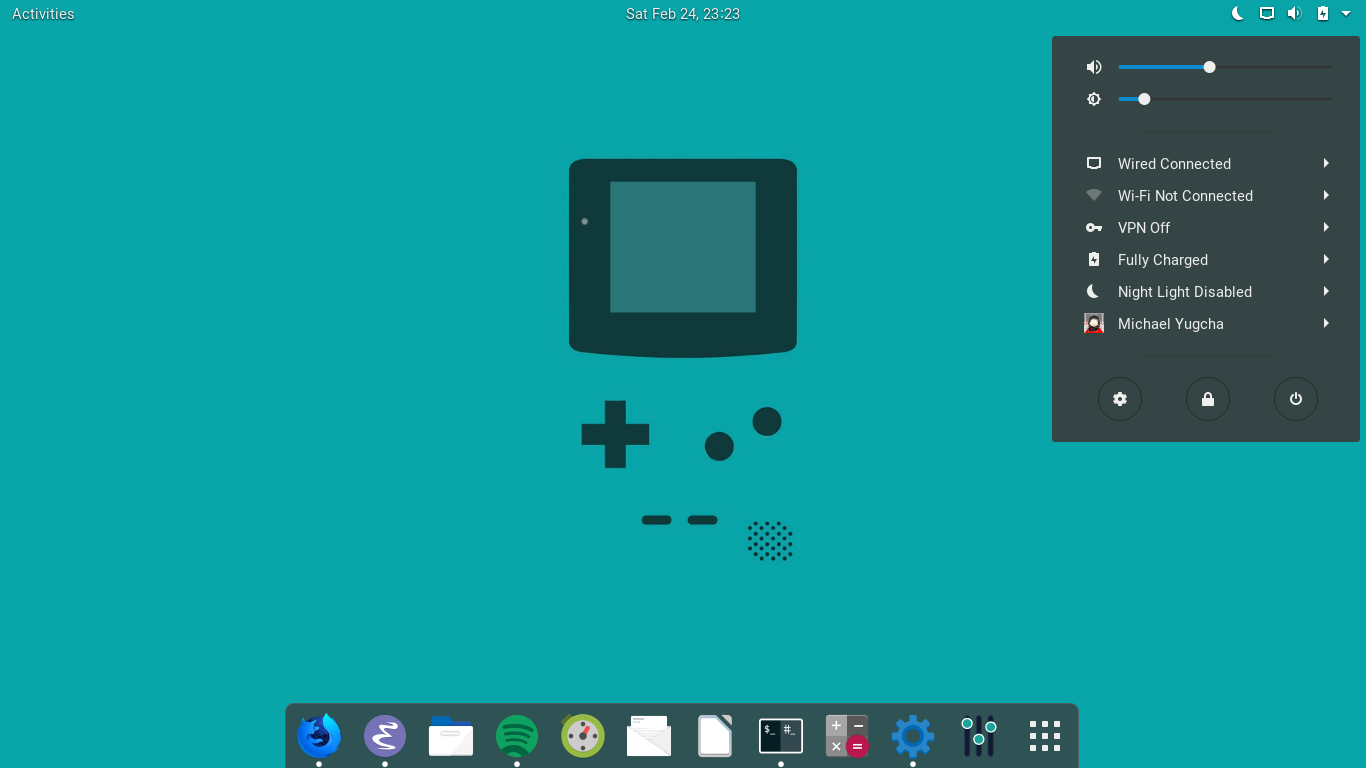 Activities
Sat Feb 24, 23:23
Wired Connected
Wi-Fi Not Connected
VPN Off
Fully Charged
Night Light Disabled
Michael Yugcha
$_ #_